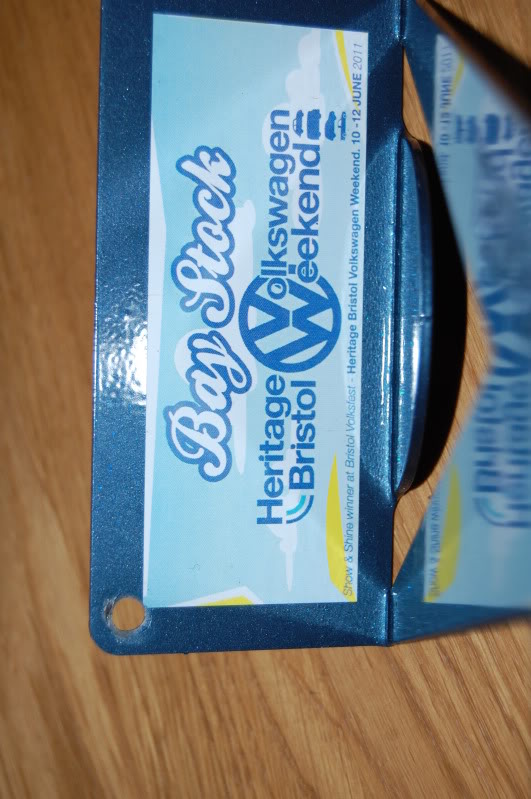 Bay Stock
Heritage Volkswagen
Bristol Weekend
Show & Shine winner at Bristol Volksfest - Heritage Bristol Volkswagen Weekend. 10 -12 JUNE 2011